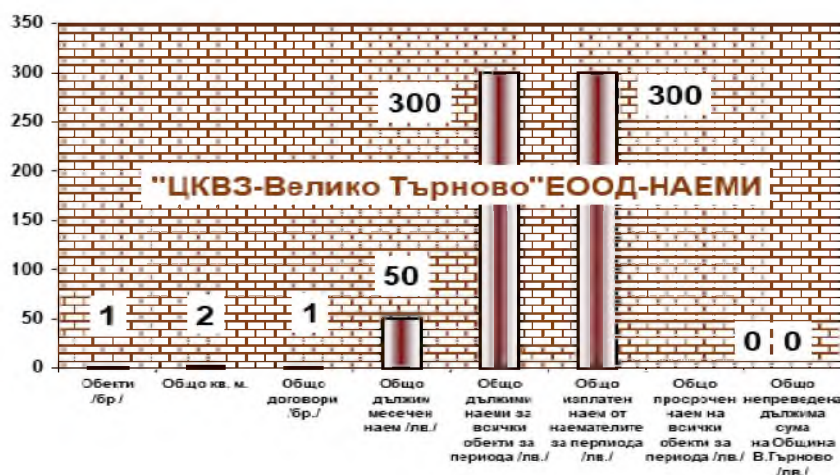 350
300
250
200
150
100
50
0
300
300
"ЦКВЗ-Велико Търново"ЕООД-НАЕМИ
50
1
2
1
0
0
Обекти
/бр./
Общо кв. м.
Общо
договори
/бр./
Общо
дължим
месечен
наем /лв./
Общо
дължими
наеми за
всички
обекти за
периода /лв./
Общо
изплатен
наем от
наемателите
за перпиода
/лв./
Общо
просрочен
наем на
всички
обекти за
периода /лв./
Общо
непреведена
дължима
сума
на Община
В.Търново
/лв./